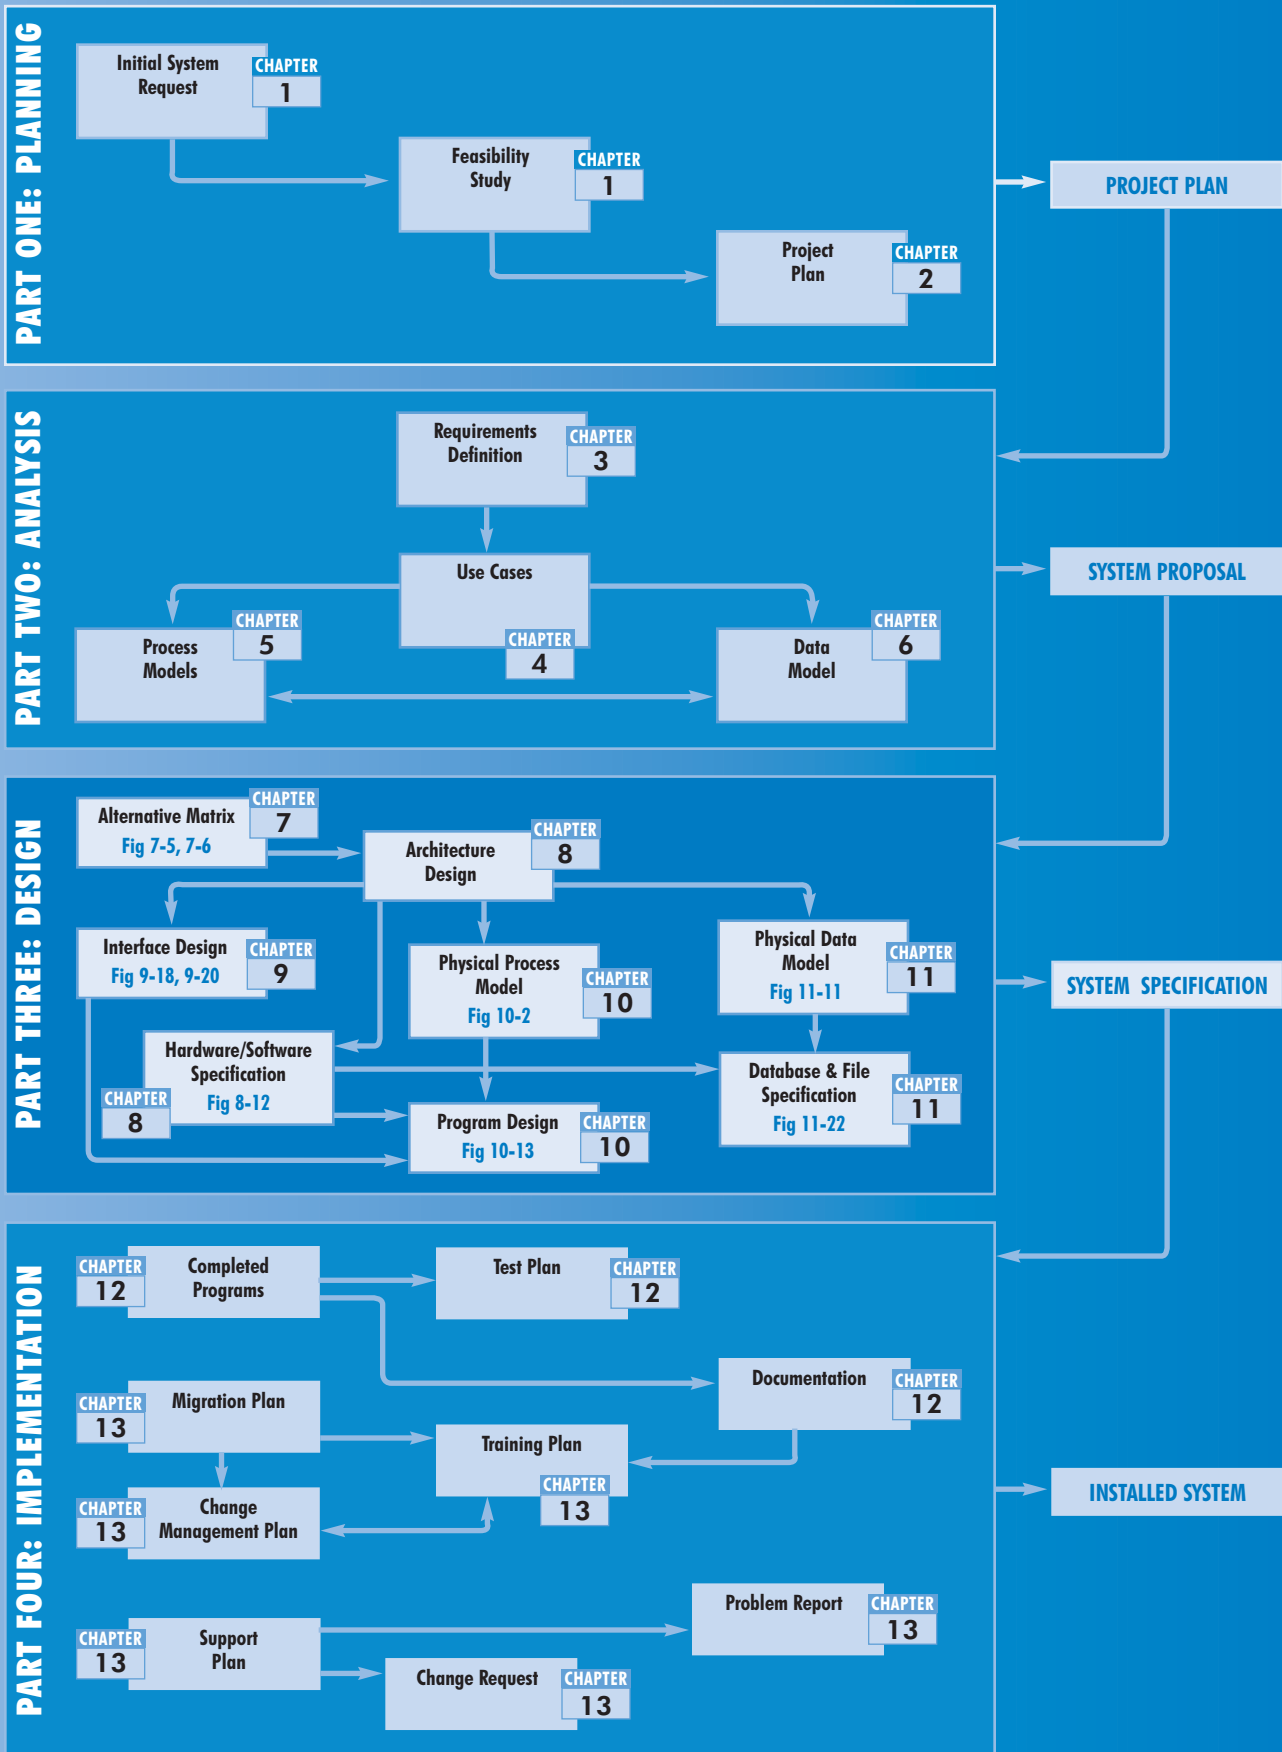 PART ONE: PLANNING
Initial System
Request
CHAPTER
1
Feasibility
Study
CHAPTER
1
Project
Plan
CHAPTER
2
PROJECT PLAN
PART TWO: ANALYSIS
Requirements
Definition
CHAPTER
3
Use Cases
CHAPTER
4
Process
Models
CHAPTER
5
Data
Model
CHAPTER
6
SYSTEM PROPOSAL
PART THREE: DESIGN
Alternative Matrix
Fig 7-5, 7-6
CHAPTER
7
Architecture
Design
CHAPTER
8
Interface Design
Fig 9-18, 9-20
CHAPTER
9
Physical Process
Model
Fig 10-2
CHAPTER
10
Physical Data
Model
Fig 11-11
CHAPTER
11
Hardware/Software
Specification
Fig 8-12
CHAPTER
8
Program Design
Fig 10-13
CHAPTER
10
Database & File
Specification
Fig 11-22
CHAPTER
11
SYSTEM SPECIFICATION
PART FOUR: IMPLEMENTATION
CHAPTER
12
Completed
Programs
Test Plan
CHAPTER
12
Documentation
CHAPTER
12
CHAPTER
13
Migration Plan
Training Plan
CHAPTER
13
CHAPTER
13
Change
Management Plan
CHAPTER
13
Support
Plan
Problem Report
CHAPTER
13
Change Request
CHAPTER
13
INSTALLED SYSTEM